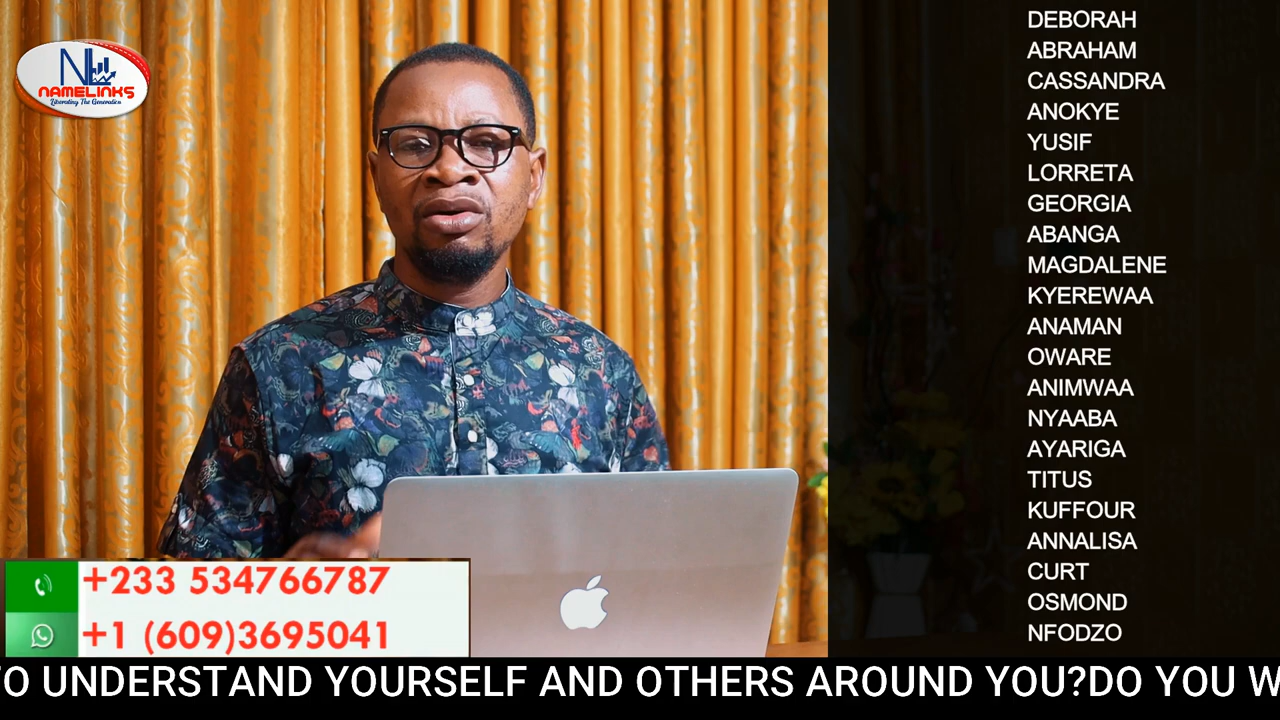 NL
NAMELINKS
Liberating The Generation
DEBORAH
ABRAHAM
CASSANDRA
ANOKYE
YUSIF
LORRETA
GEORGIA
ABANGA
MAGDALENE
KYEREWAA
ANAMAN
OWARE
ANIMWAA
NYAABA
AYARIGA
TITUS
KUFFOUR
ANNALISA
CURT
OSMOND
NFODZO
+233 534766787
+1 (609)3695041
TO UNDERSTAND YOURSELF AND OTHERS AROUND YOU?DO YOU W